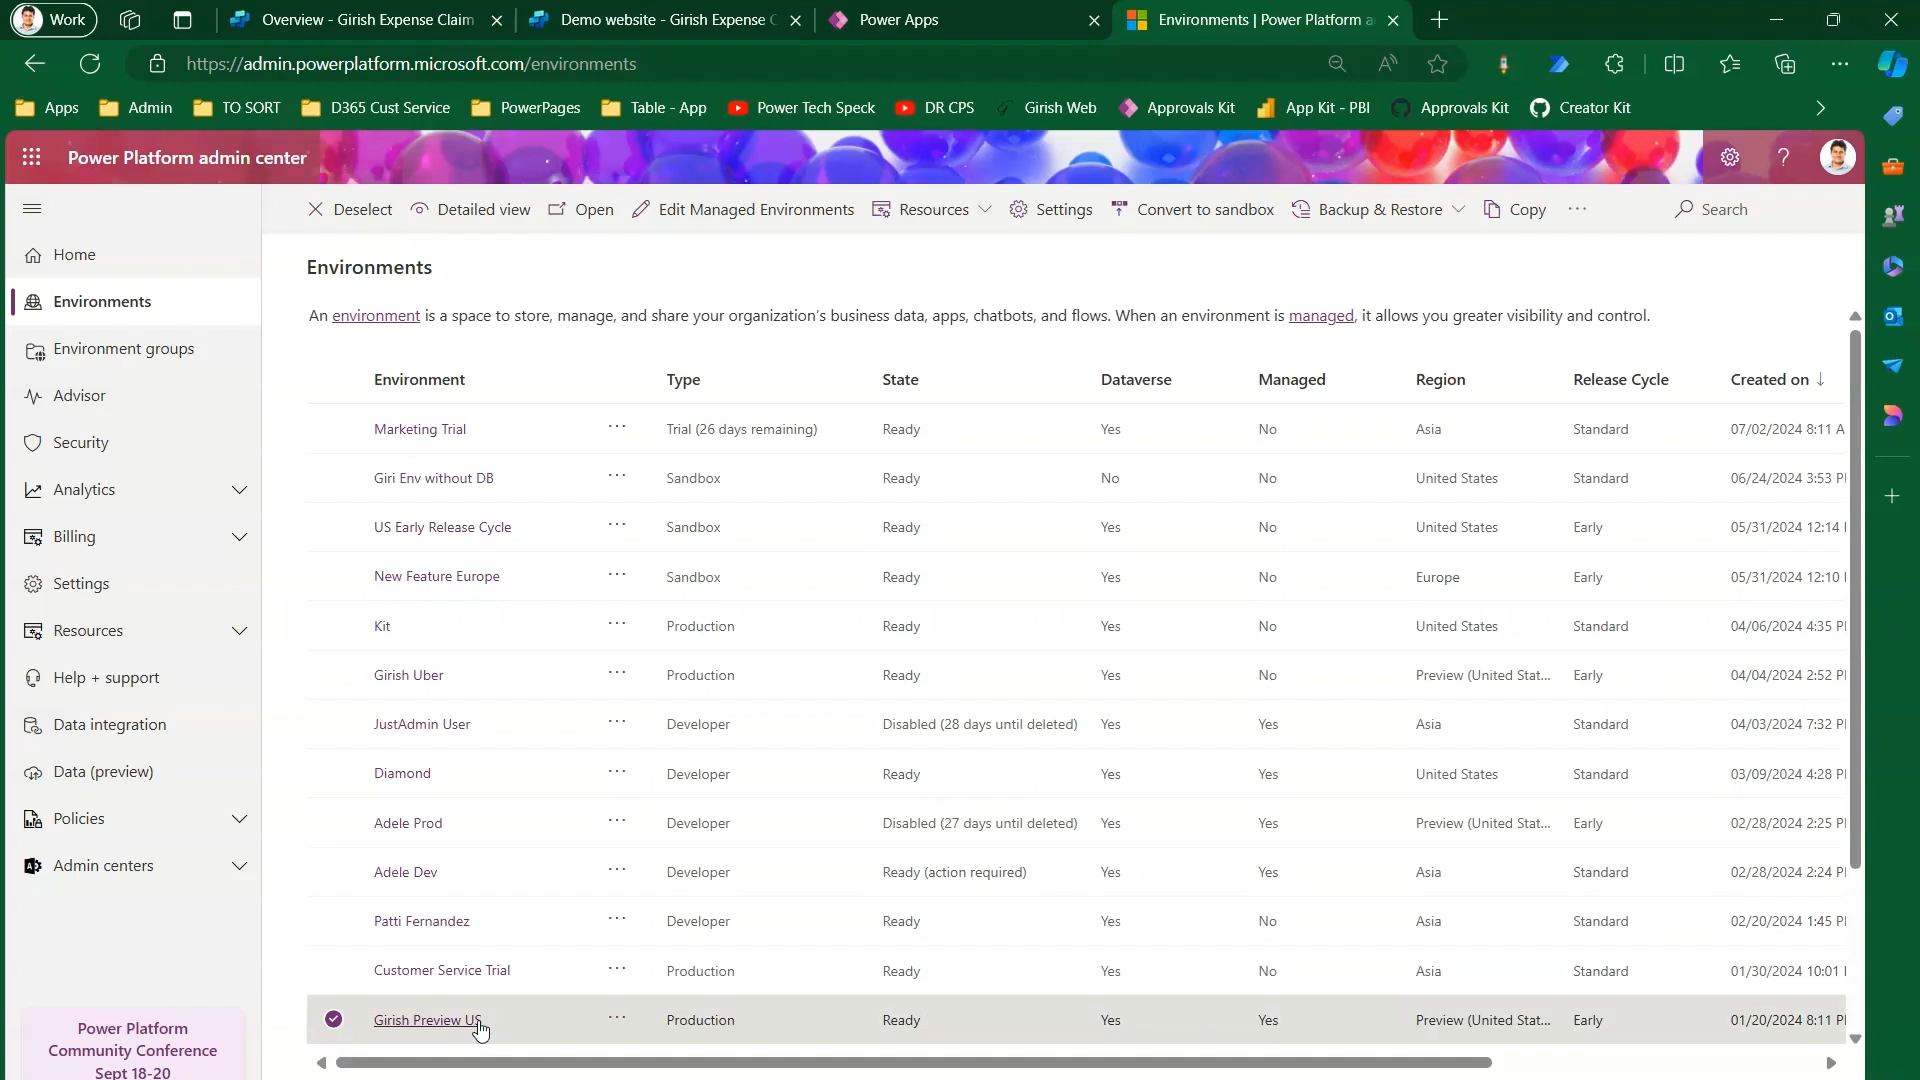 Work
Overview - Girish Expense Claim
Demo website - Girish Expense C
Power Apps
Environments | Power Platform a
https://admin.powerplatform.microsoft.com/environments
Apps
Admin
TO SORT
D365 Cust Service
PowerPages
Table - App
Power Tech Speck
DR CPS
Girish Web
Approvals Kit
App Kit - PBI
Approvals Kit
Creator Kit
Power Platform admin center
Deselect
Detailed view
Open
Edit Managed Environments
Resources
Settings
Convert to sandbox
Backup & Restore
Copy
Search
Home
Environments
Environment groups
Advisor
Security
Analytics
Billing
Settings
Resources
Help + support
Data integration
Data (preview)
Policies
Admin centers
Power Platform
Community Conference
Sept 18-20
Environments
An environment is a space to store, manage, and share your organization's business data, apps, chatbots, and flows. When an environment is managed, it allows you greater visibility and control.
Environment Type State Dataverse Managed Region Release Cycle Created on ↓
Marketing Trial ... Trial (26 days remaining) Ready Yes No Asia Standard 07/02/2024 8:11 A
Giri Env without DB ... Sandbox Ready No No United States Standard 06/24/2024 3:53 P
US Early Release Cycle ... Sandbox Ready Yes No United States Early 05/31/2024 12:14
New Feature Europe ... Sandbox Ready Yes No Europe Early 05/31/2024 12:10
Kit ... Production Ready Yes No United States Standard 04/06/2024 4:35 P
Girish Uber ... Production Ready Yes No Preview (United Stat... Early 04/04/2024 2:52 P
JustAdmin User ... Developer Disabled (28 days until deleted) Yes Yes Asia Standard 04/03/2024 7:32 P
Diamond ... Developer Ready Yes Yes United States Standard 03/09/2024 4:28 P
Adele Prod ... Developer Disabled (27 days until deleted) Yes Yes Preview (United Stat... Early 02/28/2024 2:25 P
Adele Dev ... Developer Ready (action required) Yes Yes Asia Standard 02/28/2024 2:24 P
Patti Fernandez ... Developer Ready Yes No Asia Standard 02/20/2024 1:45 P
Customer Service Trial ... Production Ready Yes No Asia Standard 01/30/2024 10:01
Girish Preview US ... Production Ready Yes Yes Preview (United Stat... Early 01/20/2024 8:11 P